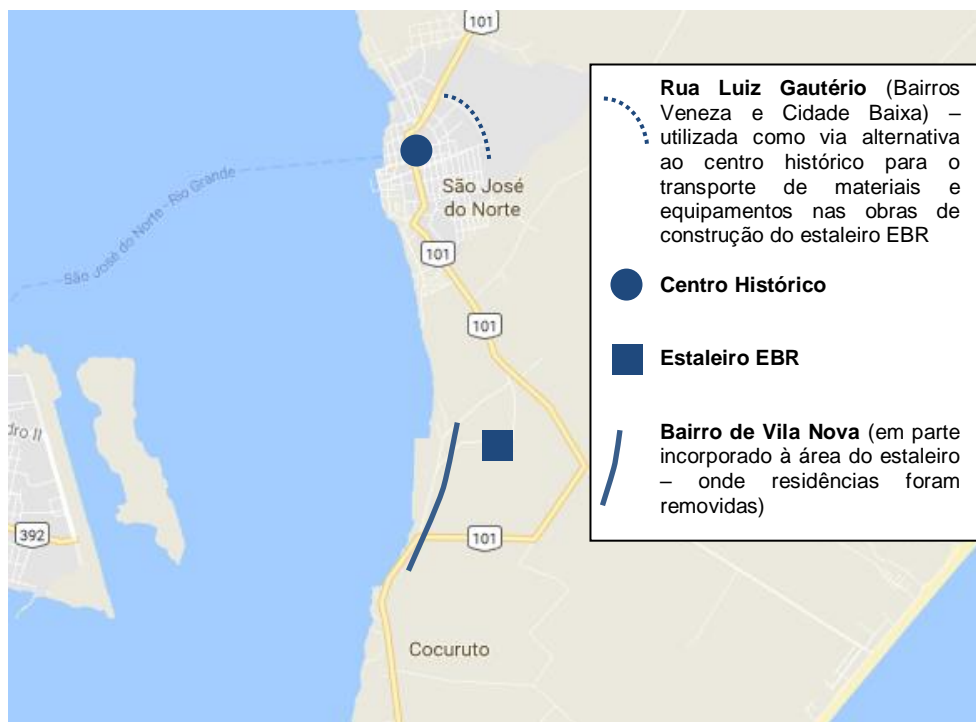 101
Rua Luiz Gautério (Bairros
Veneza e Cidade Baixa) –
utilizada como via alternativa
ao centro histórico para o
transporte de materiais e
equipamentos nas obras de
construção do estaleiro EBR
Centro Histórico
Estaleiro EBR
Bairro de Vila Nova (em parte
incorporado à área do estaleiro
– onde residências foram
removidas)
São José
do Norte
São José do Norte - Rio Grande
101
101
dro II
392
101
Cocuruto